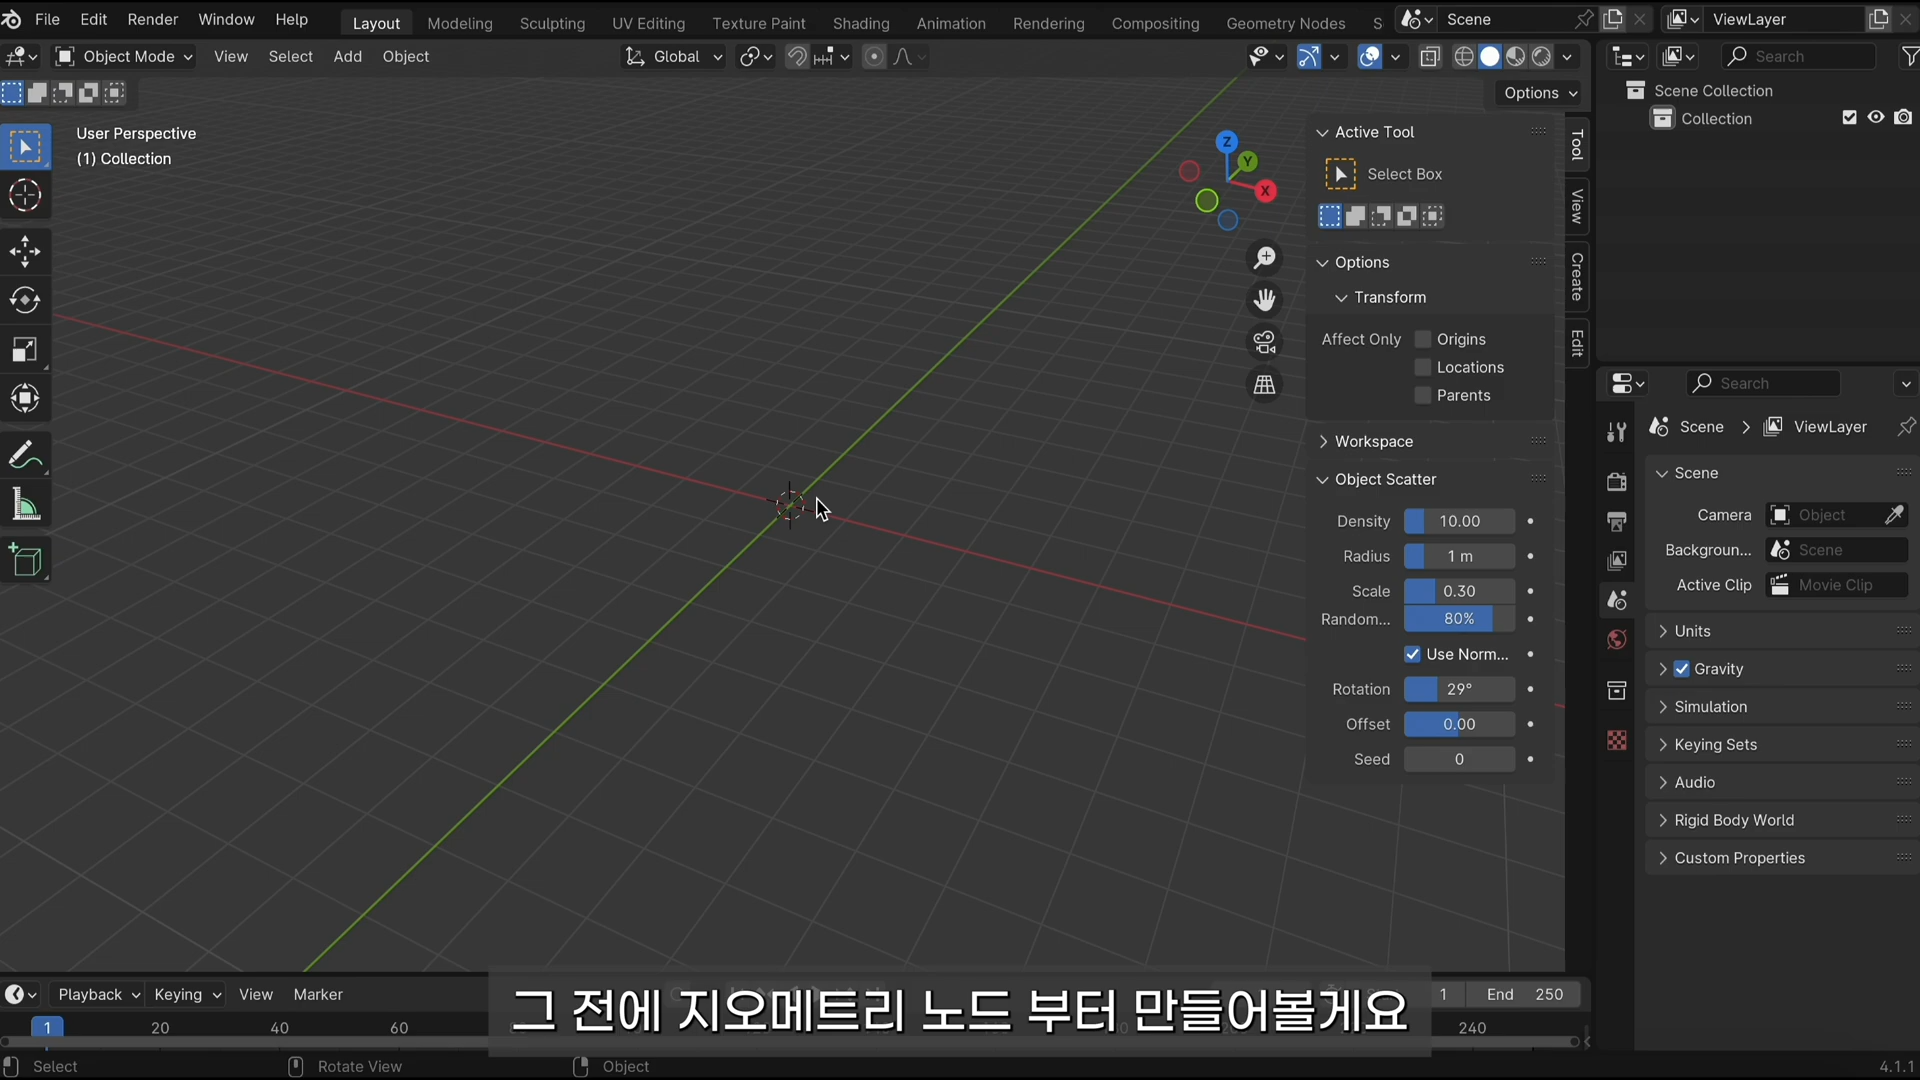 File Edit Render Window Help Layout Modeling Sculpting UV Editing Texture Paint Shading Animation Rendering Compositing Geometry Nodes S Scene ViewLayer
Object Mode View Select Add Object Global Search
Options
User Perspective
(1) Collection
Z
Y
X
Active Tool
Select Box
Options
Transform
Affect Only Origins
Locations
Parents
Workspace
Object Scatter
Density 10.00
Radius 1 m
Scale 0.30
Random... 80%
Use Norm...
Rotation 29°
Offset 0.00
Seed 0
Tool
View
Create
Edit
Scene Collection
Collection
Search
Scene ViewLayer
Scene
Camera Object
Backgroun... Scene
Active Clip Movie Clip
Units
Gravity
Simulation
Keying Sets
Audio
Rigid Body World
Custom Properties
Playback Keying View Marker 1 End 250
1 20 40 60 240
그 전에 지오메트리 노드 부터 만들어볼게요
Select Rotate View Object 4.1.1